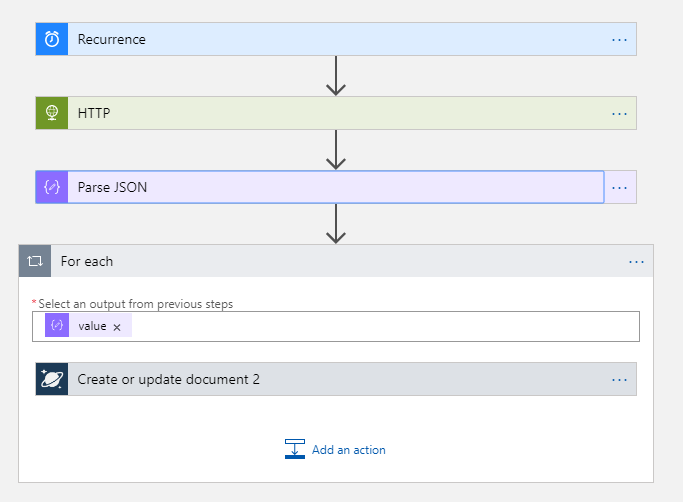 Recurrence
HTTP
Parse JSON
For each
*Select an output from previous steps
value ×
Create or update document 2
Add an action